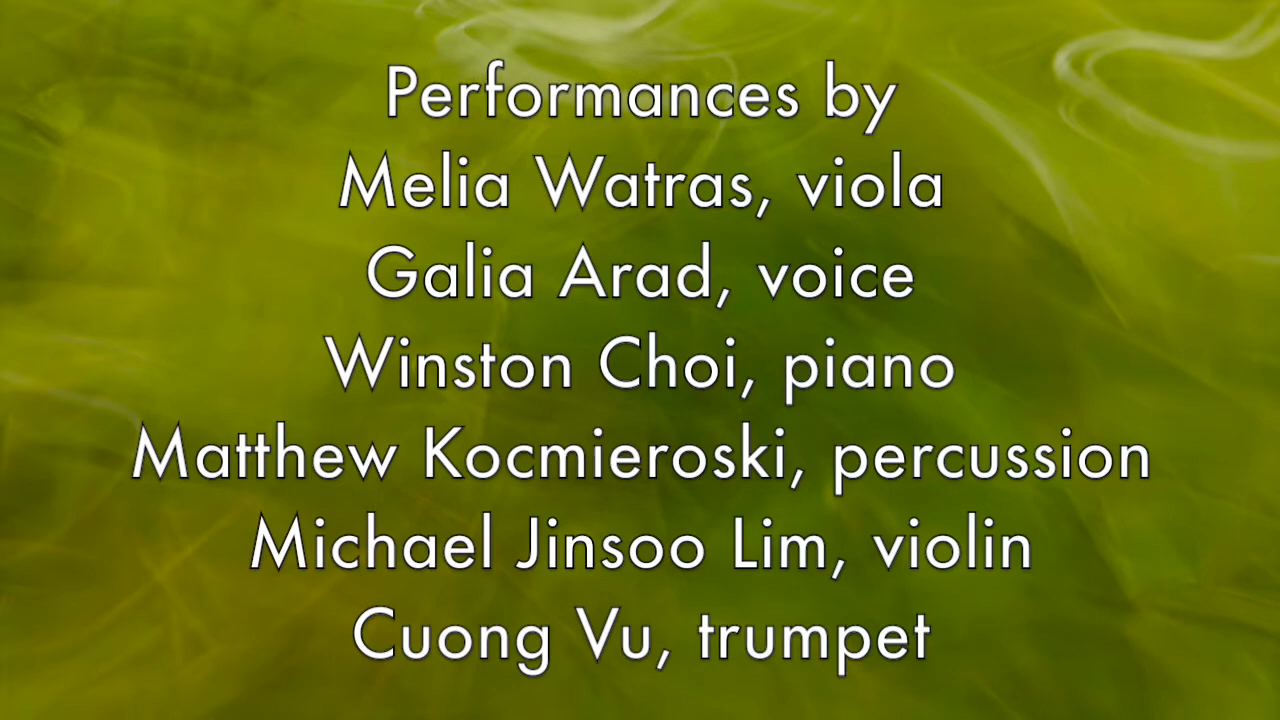 Performances by
Melia Watras, viola
Galia Arad, voice
Winston Choi, piano
Matthew Kocmieroski, percussion
Michael Jinsoo Lim, violin
Cuong Vu, trumpet